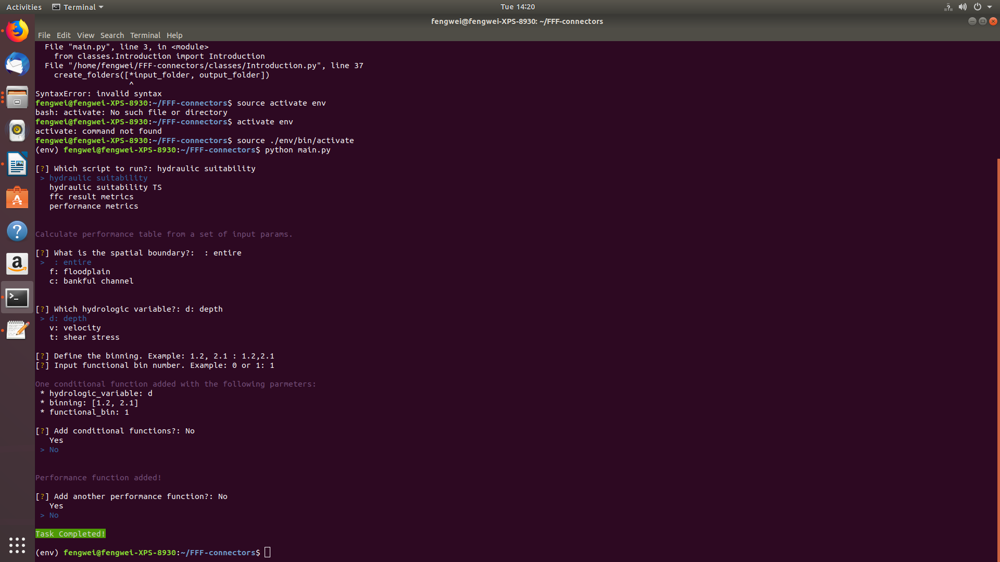 Activities Terminal Tue 14:20
fengwei@fengwei-XPS-8930: ~/FFF-connectors
File Edit View Search Terminal Help
  File "main.py", line 3, in <module>
    from classes.Introduction import Introduction
  File "/home/fengwei/FFF-connectors/classes/Introduction.py", line 37
    create_folders([*input_folder, output_folder])
                    ^
SyntaxError: invalid syntax
fengwei@fengwei-XPS-8930:~/FFF-connectors$ source activate env
bash: activate: No such file or directory
fengwei@fengwei-XPS-8930:~/FFF-connectors$ activate env
activate: command not found
fengwei@fengwei-XPS-8930:~/FFF-connectors$ source ./env/bin/activate
(env) fengwei@fengwei-XPS-8930:~/FFF-connectors$ python main.py
[?] Which script to run?: hydraulic suitability
 > hydraulic suitability
   hydraulic suitability TS
   ffc result metrics
   performance metrics
Calculate performance table from a set of input params.
[?] What is the spatial boundary?:  : entire
 >  : entire
   f: floodplain
   c: bankful channel
[?] Which hydrologic variable?: d: depth
 > d: depth
   v: velocity
   t: shear stress
[?] Define the binning. Example: 1.2, 2.1 : 1.2,2.1
[?] Input functional bin number. Example: 0 or 1: 1
One conditional function added with the following parmeters:
 * hydrologic_variable: d
 * binning: [1.2, 2.1]
 * functional_bin: 1
[?] Add conditional functions?: No
   Yes
 > No
Performance function added!
[?] Add another performance function?: No
   Yes
 > No
Task Completed!
(env) fengwei@fengwei-XPS-8930:~/FFF-connectors$